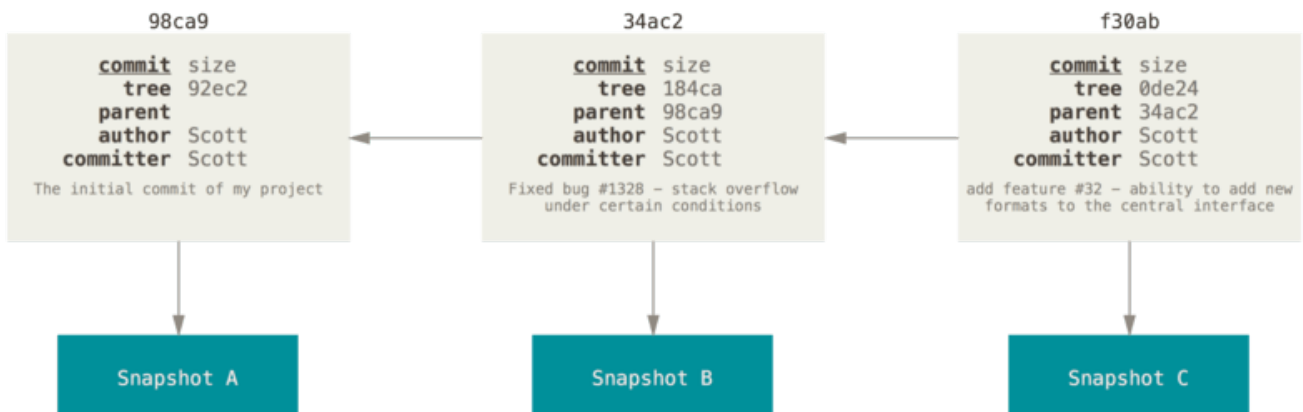 98ca9
commit size
tree 92ec2
parent
author Scott
committer Scott
The initial commit of my project
Snapshot A
34ac2
commit size
tree 184ca
parent 98ca9
author Scott
committer Scott
Fixed bug #1328 – stack overflow
under certain conditions
Snapshot B
f30ab
commit size
tree 0de24
parent 34ac2
author Scott
committer Scott
add feature #32 – ability to add new
formats to the central interface
Snapshot C